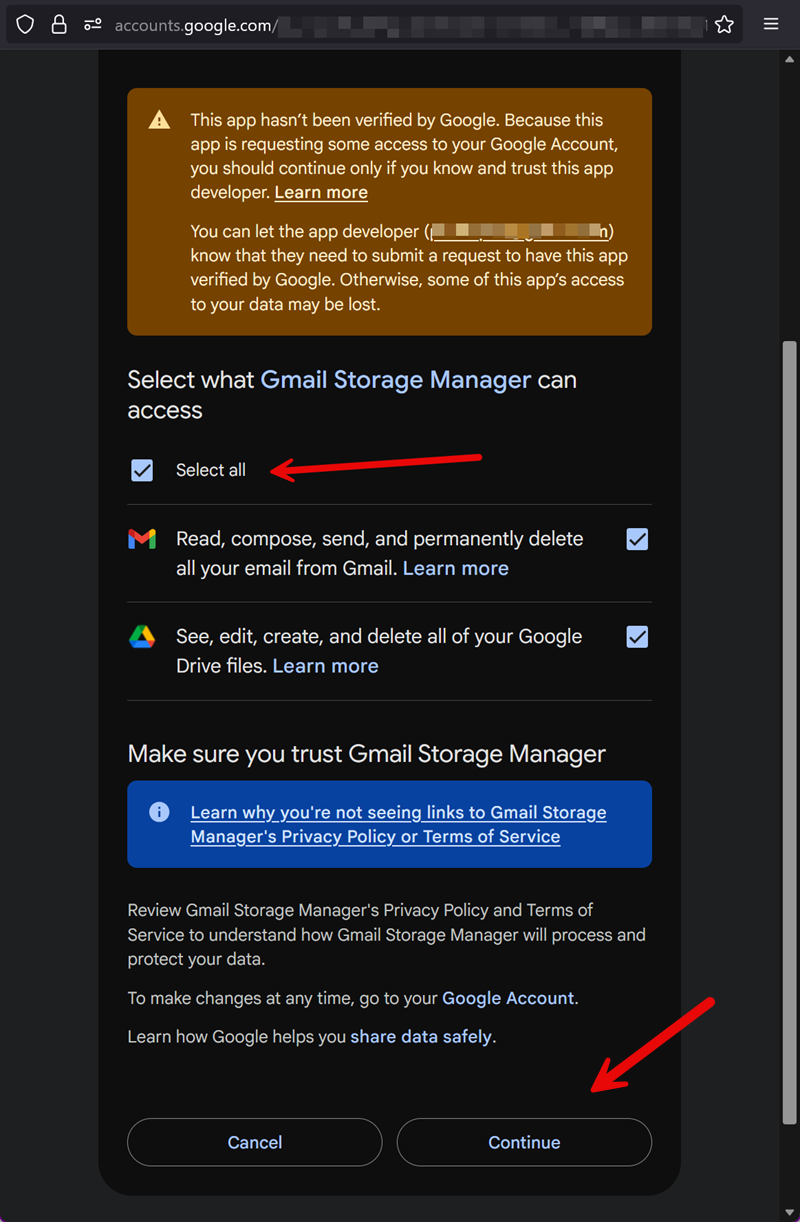 accounts.google.com/
This app hasn’t been verified by Google. Because this
app is requesting some access to your Google Account,
you should continue only if you know and trust this app
developer. Learn more
You can let the app developer (
know that they need to submit a request to have this app
verified by Google. Otherwise, some of this app’s access
to your data may be lost.
Select what Gmail Storage Manager can
access
Select all
Read, compose, send, and permanently delete
all your email from Gmail. Learn more
See, edit, create, and delete all of your Google
Drive files. Learn more
Make sure you trust Gmail Storage Manager
Learn why you're not seeing links to Gmail Storage
Manager's Privacy Policy or Terms of Service
Review Gmail Storage Manager's Privacy Policy and Terms of
Service to understand how Gmail Storage Manager will process and
protect your data.
To make changes at any time, go to your Google Account.
Learn how Google helps you share data safely.
Cancel
Continue